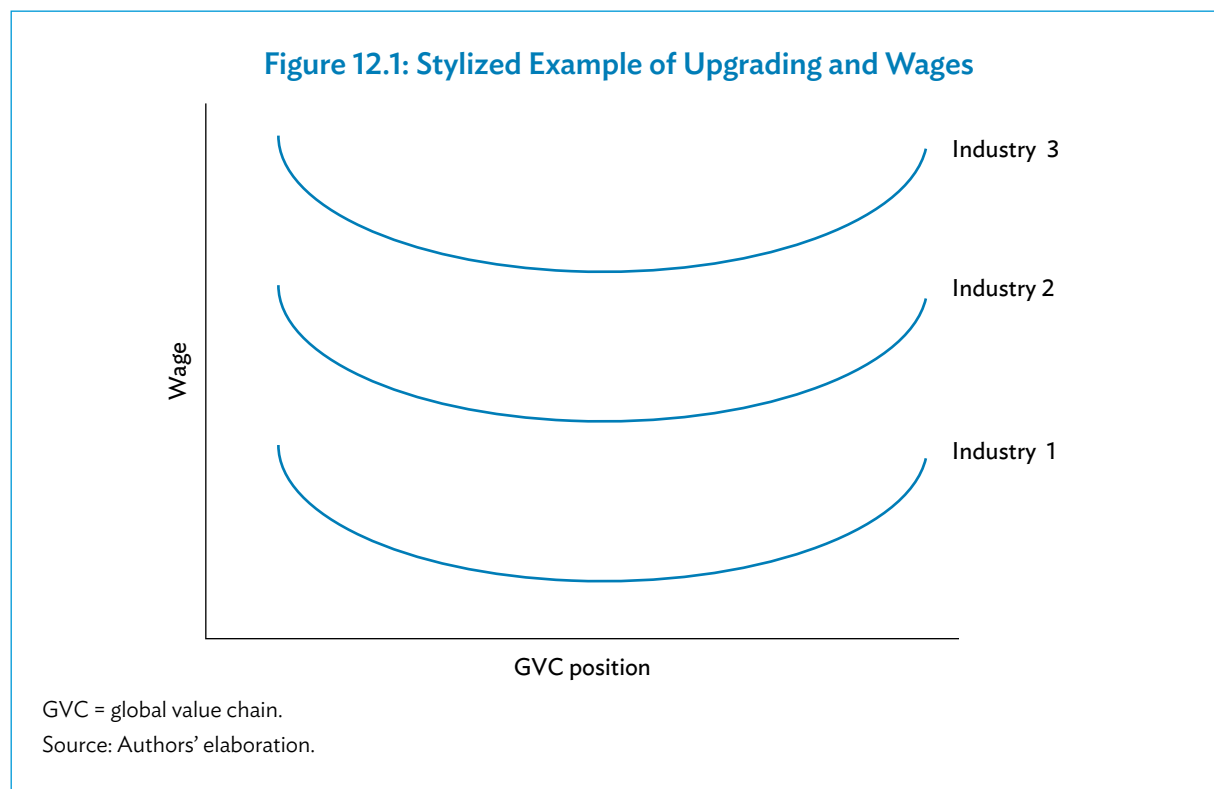 Figure 12.1: Stylized Example of Upgrading and Wages
Industry 3
Industry 2
Wage
Industry 1
GVC position
GVC = global value chain.
Source: Authors’ elaboration.